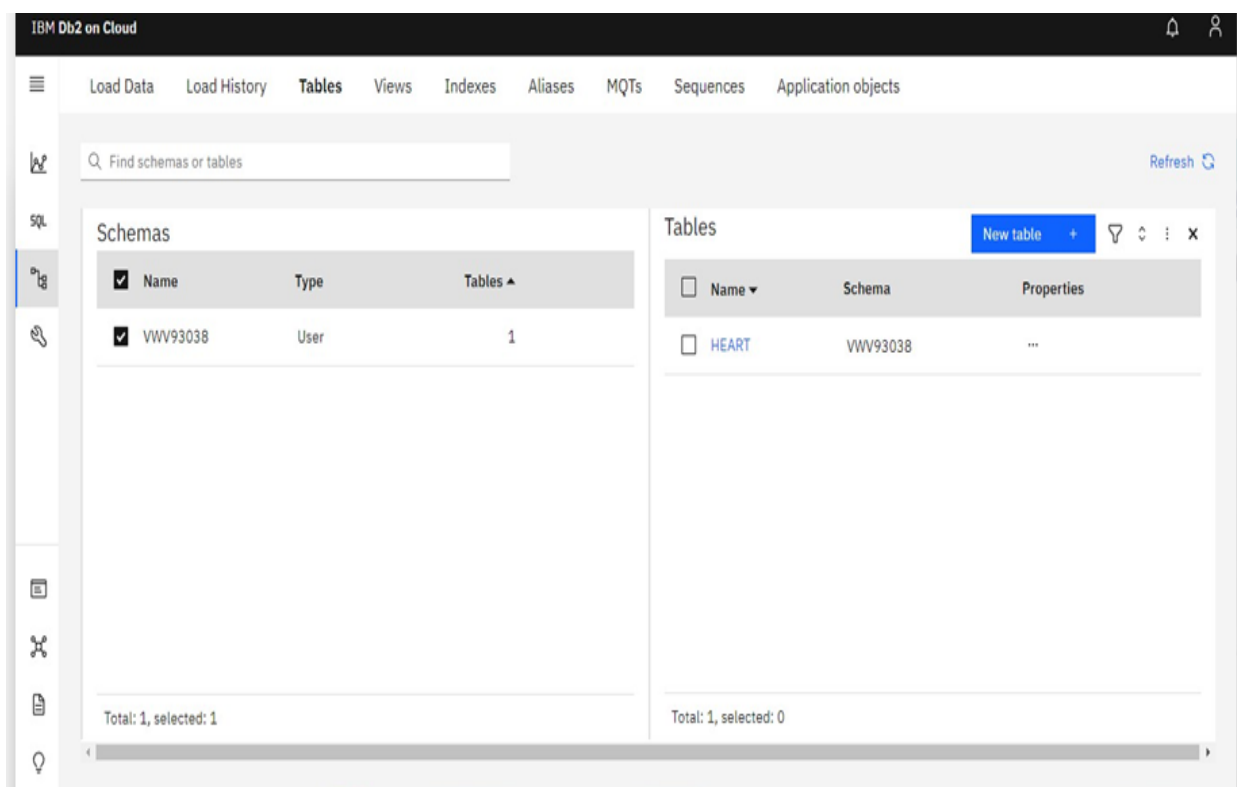 IBM Db2 on Cloud
Load Data Load History Tables Views Indexes Aliases MQTs Sequences Application objects
Find schemas or tables
Refresh
SQL
Schemas
Name Type Tables
VWV93038 User 1
Total: 1, selected: 1
Tables
New table +
Name Schema Properties
HEART VWV93038 ...
Total: 1, selected: 0